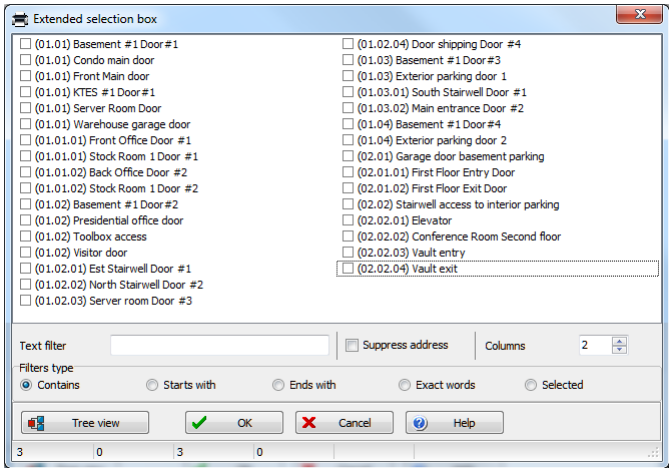 Extended selection box
(01.01) Basement #1 Door#1
(01.01) Condo main door
(01.01) Front Main door
(01.01) KTES #1 Door#1
(01.01) Server Room Door
(01.01) Warehouse garage door
(01.01.01) Front Office Door #1
(01.01.01) Stock Room 1 Door #1
(01.01.02) Back Office Door #2
(01.01.02) Stock Room 1 Door #2
(01.02) Basement #1 Door#2
(01.02) Presidential office door
(01.02) Toolbox access
(01.02) Visitor door
(01.02.01) Est Stairwell Door #1
(01.02.02) North Stairwell Door #2
(01.02.03) Server room Door #3
(01.02.04) Door shipping Door #4
(01.03) Basement #1 Door#3
(01.03) Exterior parking door 1
(01.03.01) South Stairwell Door #1
(01.03.02) Main entrance Door #2
(01.04) Basement #1 Door#4
(01.04) Exterior parking door 2
(02.01) Garage door basement parking
(02.01.01) First Floor Entry Door
(02.01.02) First Floor Exit Door
(02.02) Stairwell access to interior parking
(02.02.01) Elevator
(02.02.02) Conference Room Second floor
(02.02.03) Vault entry
(02.02.04) Vault exit
Text filter Suppress address Columns 2
Filters type
Contains Starts with Ends with Exact words Selected
Tree view OK Cancel Help
3 0 3 0